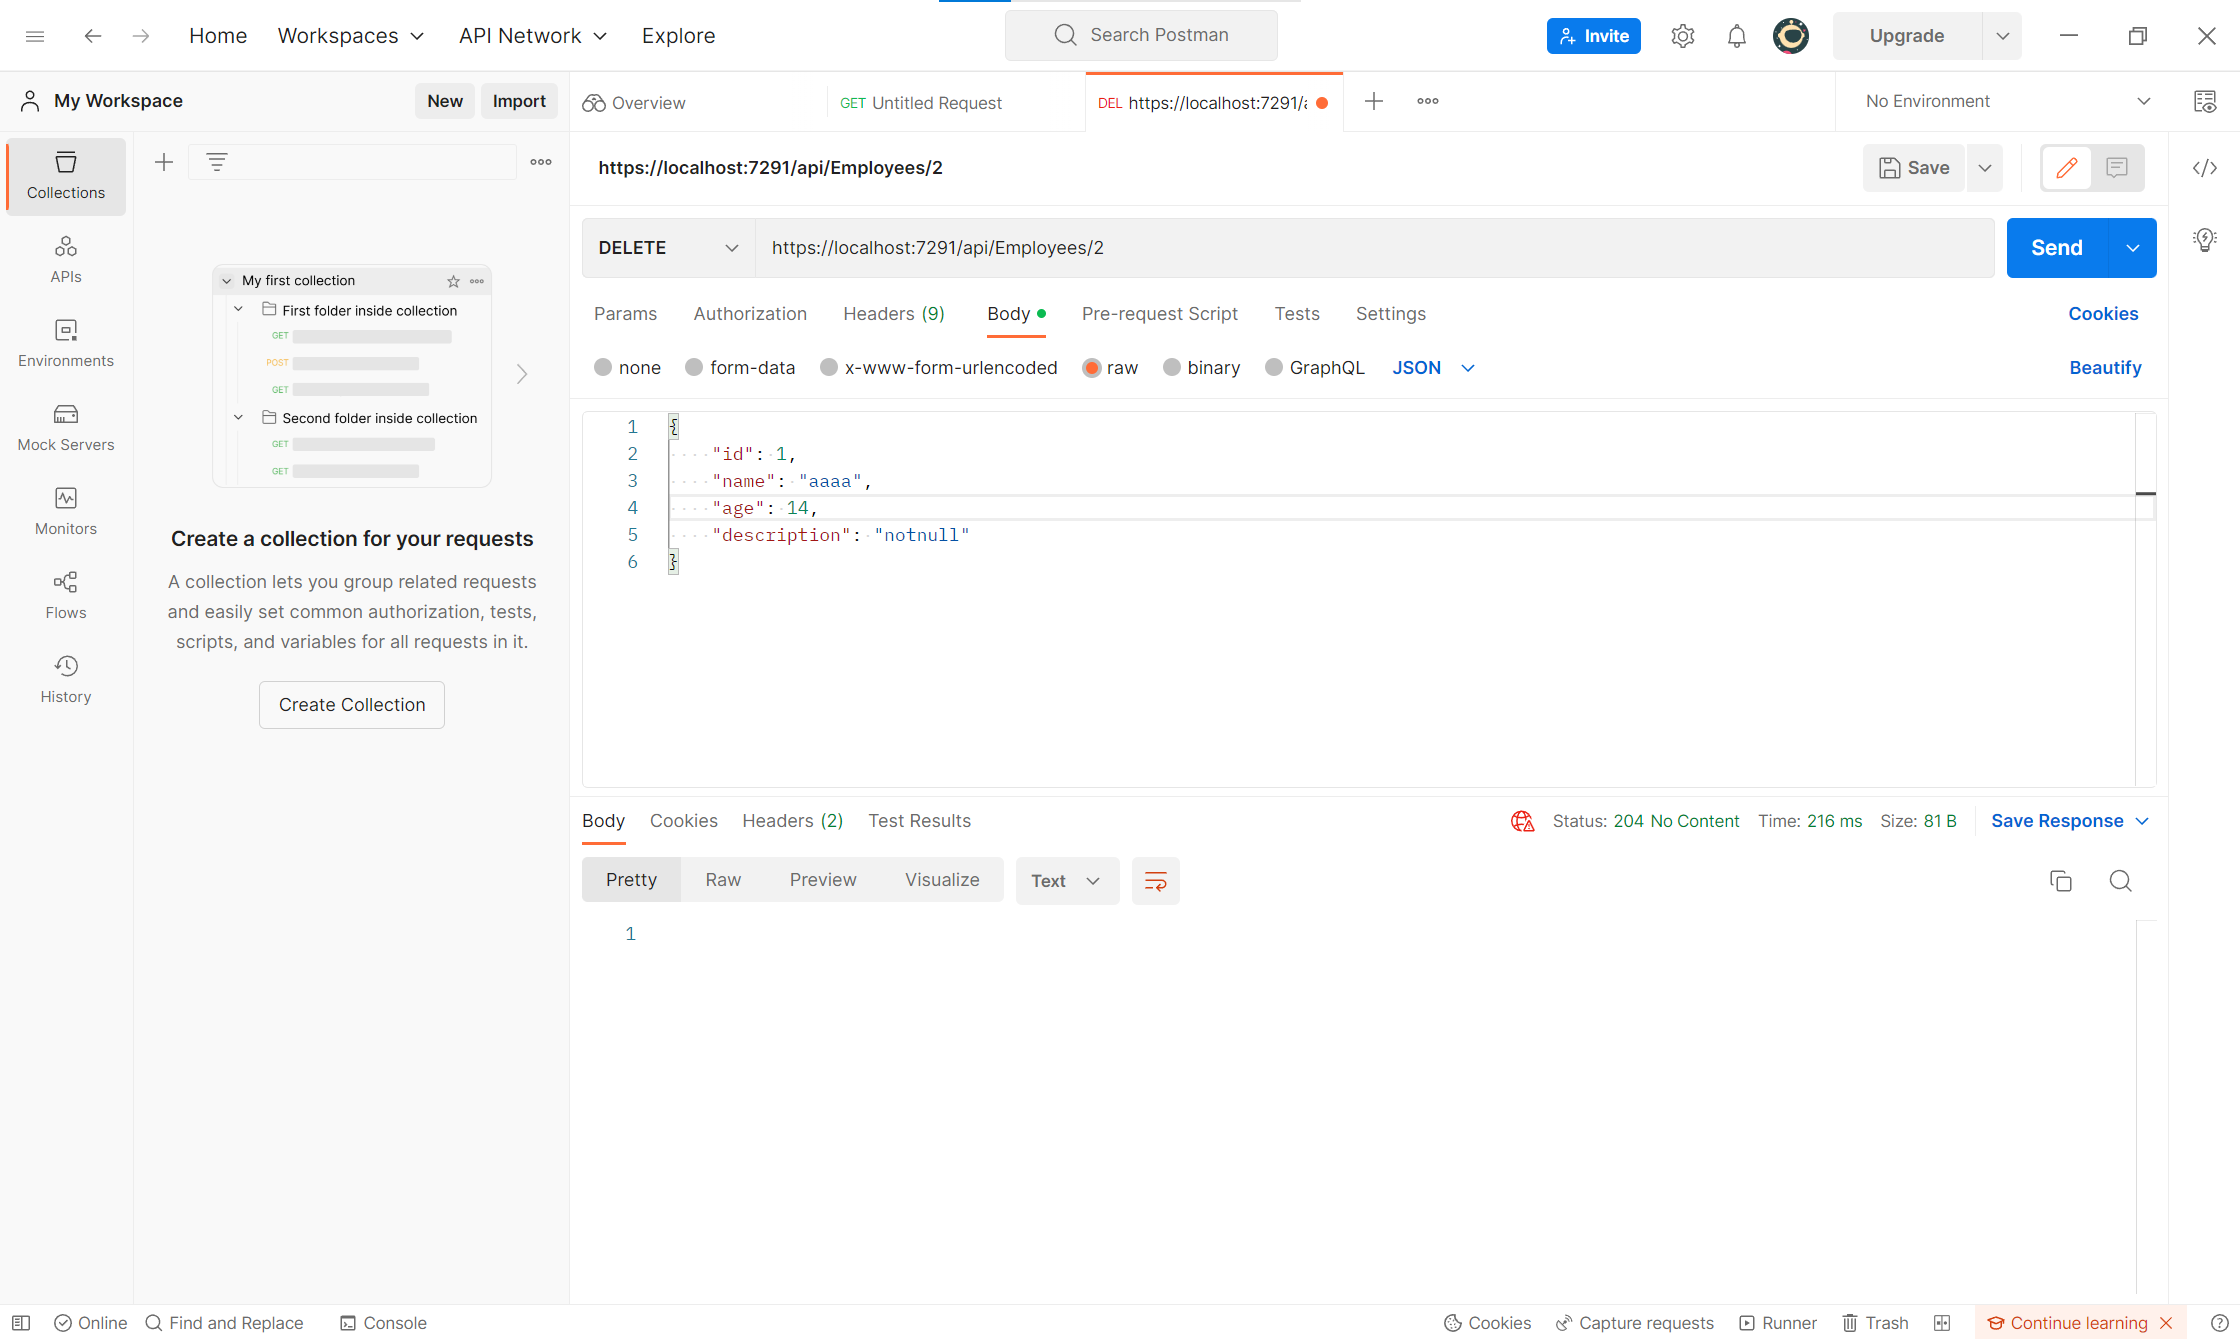 Home Workspaces API Network Explore Search Postman Invite Upgrade
My Workspace New Import Overview GET Untitled Request DEL https://localhost:7291/a No Environment
Collections
APIs
Environments
Mock Servers
Monitors
Flows
History
My first collection
First folder inside collection
GET
POST
GET
Second folder inside collection
GET
GET
Create a collection for your requests
A collection lets you group related requests
and easily set common authorization, tests,
scripts, and variables for all requests in it.
Create Collection
https://localhost:7291/api/Employees/2 Save
DELETE https://localhost:7291/api/Employees/2 Send
Params Authorization Headers (9) Body Pre-request Script Tests Settings Cookies
none form-data x-www-form-urlencoded raw binary GraphQL JSON Beautify
1 {
2 "id": 1,
3 "name": "aaaa",
4 "age": 14,
5 "description": "notnull"
6 }
Body Cookies Headers (2) Test Results Status: 204 No Content Time: 216 ms Size: 81 B Save Response
Pretty Raw Preview Visualize Text
1
Online Find and Replace Console Cookies Capture requests Runner Trash Continue learning